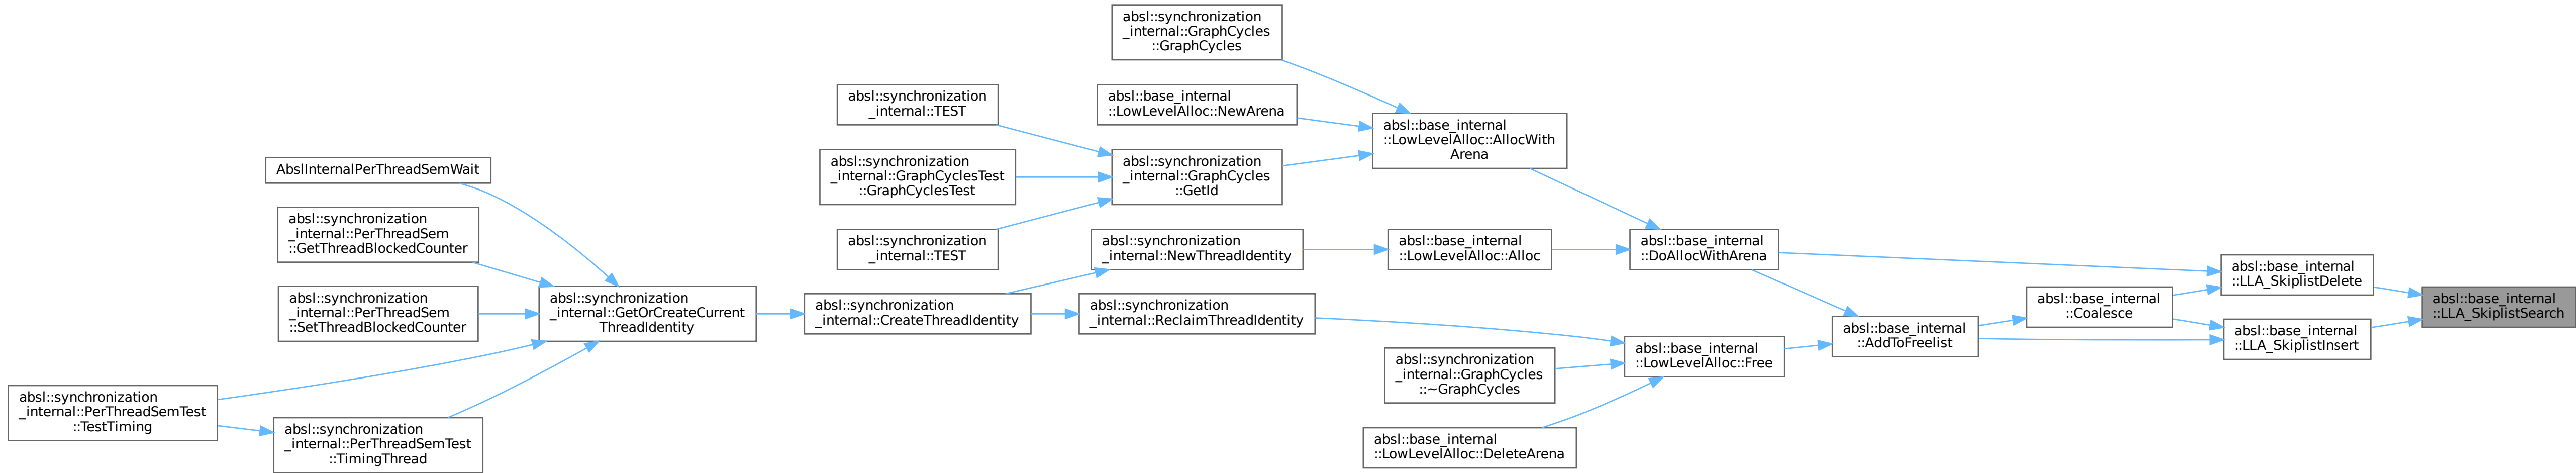 absl::synchronization
_internal::GraphCycles
::GraphCycles
absl::synchronization
_internal::TEST
absl::base_internal
::LowLevelAlloc::NewArena
absl::base_internal
::LowLevelAlloc::AllocWith
Arena
absl::synchronization
_internal::GraphCyclesTest
::GraphCyclesTest
absl::synchronization
_internal::GraphCycles
::GetId
AbslInternalPerThreadSemWait
absl::synchronization
_internal::PerThreadSem
::GetThreadBlockedCounter
absl::synchronization
_internal::TEST
absl::synchronization
_internal::NewThreadIdentity
absl::base_internal
::LowLevelAlloc::Alloc
absl::base_internal
::DoAllocWithArena
absl::base_internal
::LLA_SkiplistDelete
absl::synchronization
_internal::PerThreadSem
::SetThreadBlockedCounter
absl::synchronization
_internal::GetOrCreateCurrent
ThreadIdentity
absl::synchronization
_internal::CreateThreadIdentity
absl::synchronization
_internal::ReclaimThreadIdentity
absl::base_internal
::Coalesce
absl::base_internal
::LLA_SkiplistSearch
absl::base_internal
::AddToFreelist
absl::base_internal
::LLA_SkiplistInsert
absl::base_internal
::LowLevelAlloc::Free
absl::synchronization
_internal::GraphCycles
::~GraphCycles
absl::synchronization
_internal::PerThreadSemTest
::TestTiming
absl::synchronization
_internal::PerThreadSemTest
::TimingThread
absl::base_internal
::LowLevelAlloc::DeleteArena